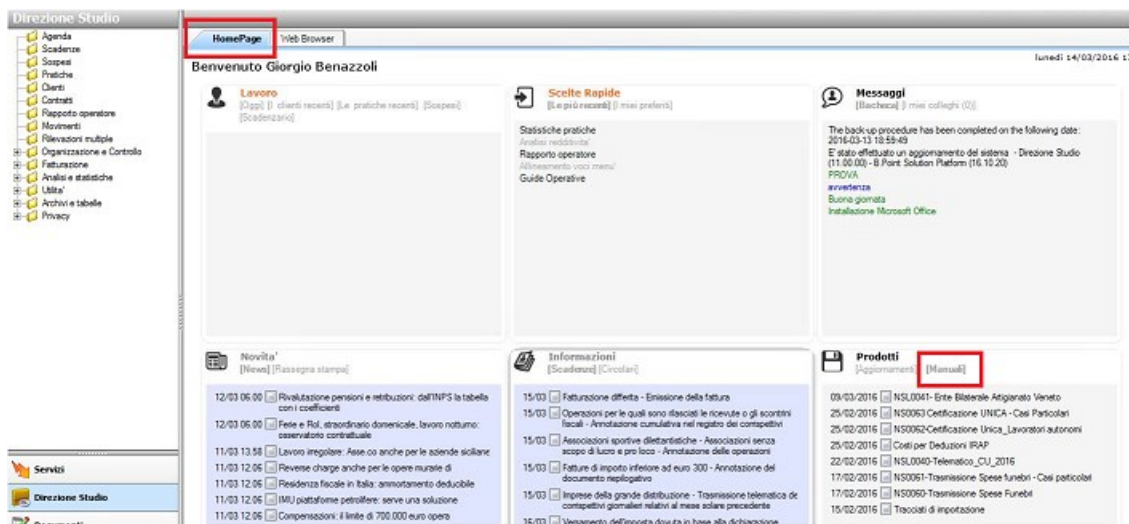 Direzione Studio
Agenda
Scadenze
Sospesi
Pratiche
Clienti
Contratti
Rapporto operatore
Movimenti
Rilevazioni multiple
Organizzazione e Controllo
Fatturazione
Analisi e statistiche
Utilita'
Archivi e tabelle
Privacy
Servizi
Direzione Studio
HomePage
Web Browser
lunedì 14/03/2016
Benvenuto Giorgio Benazzoli
Lavoro
[Oggi] [I clienti recenti] [Le pratiche recenti] [Sospesi]
[Scadenzario]
Scelte Rapide
[Le più recenti] [I miei preferiti]
Statistiche pratiche
Analisi redditivita'
Rapporto operatore
Allineamento voci menu'
Guide Operative
Messaggi
[Bacheca] [I miei colleghi (0)]
The back-up procedure has been completed on the following date:
2016-03-13 18:59:49
E' stato effettuato un aggiornamento del sistema - Direzione Studio
(11.00.00) - B.Point Solution Platform (16.10.20)
PROVA
avvertenza
Buona giornata
Installazione Microsoft Office
Novita'
[News] [Rassegna stampa]
12/03 06.00 Rivalutazione pensioni e retribuzioni: dall'INPS la tabella
con i coefficienti
12/03 06.00 Ferie e Rol, straordinario domenicale, lavoro notturno:
osservatorio contrattuale
11/03 13.58 Lavoro irregolare: Asse.co anche per le aziende siciliane
11/03 12.06 Reverse charge anche per le opere murarie di
11/03 12.06 Residenza fiscale in Italia: ammortamento deducibile
11/03 12.06 IMU piattaforme petrolifere: serve una soluzione
11/03 12.06 Compensazioni: il limite di 700.000 euro opera
Informazioni
[Scadenze] [Circolari]
15/03 Fatturazione differita - Emissione della fattura
15/03 Operazioni per le quali sono rilasciati le ricevute o gli scontrini
fiscali - Annotazione cumulativa nel registro dei corrispettivi
15/03 Associazioni sportive dilettantistiche - Associazioni senza
scopo di lucro e pro loco - Annotazione delle operazioni
15/03 Fatture di importo inferiore ad euro 300 - Annotazione del
documento riepilogativo
15/03 Imprese della grande distribuzione - Trasmissione telematica dei
corrispettivi giornalieri relativi al mese solare precedente
16/03 Versamento dell'imposta dovuta in base alla dichiarazione
Prodotti
[Aggiornamenti] [Manuali]
09/03/2016 NSL0041- Ente Bilaterale Artigianato Veneto
25/02/2016 NS0063 Certificazione UNICA - Casi Particolari
25/02/2016 NS0062-Certificazione Unica_Lavoratori autonomi
25/02/2016 Costi per Deduzioni IRAP
22/02/2016 NSL0040-Telematico_CU_2016
17/02/2016 NS0061-Trasmissione Spese funebri - Casi particolari
17/02/2016 NS0060-Trasmissione Spese Funebri
15/02/2016 Tracciati di importazione